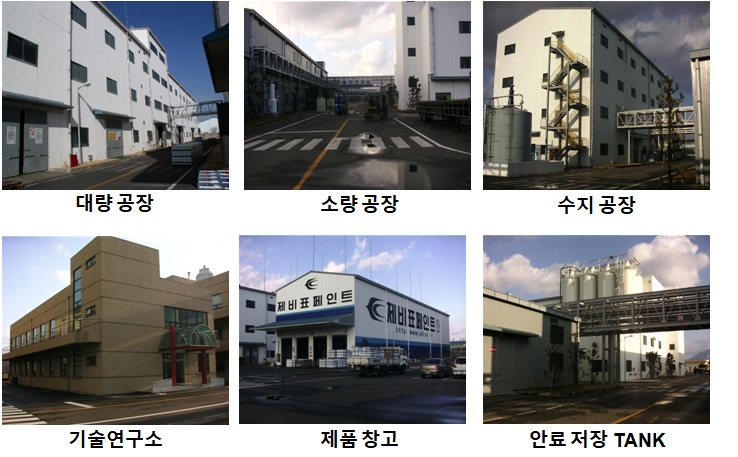 대량 공장
소량 공장
수지 공장
제비표페인트
제비표페인트
기술연구소
제품 창고
안료 저장 TANK